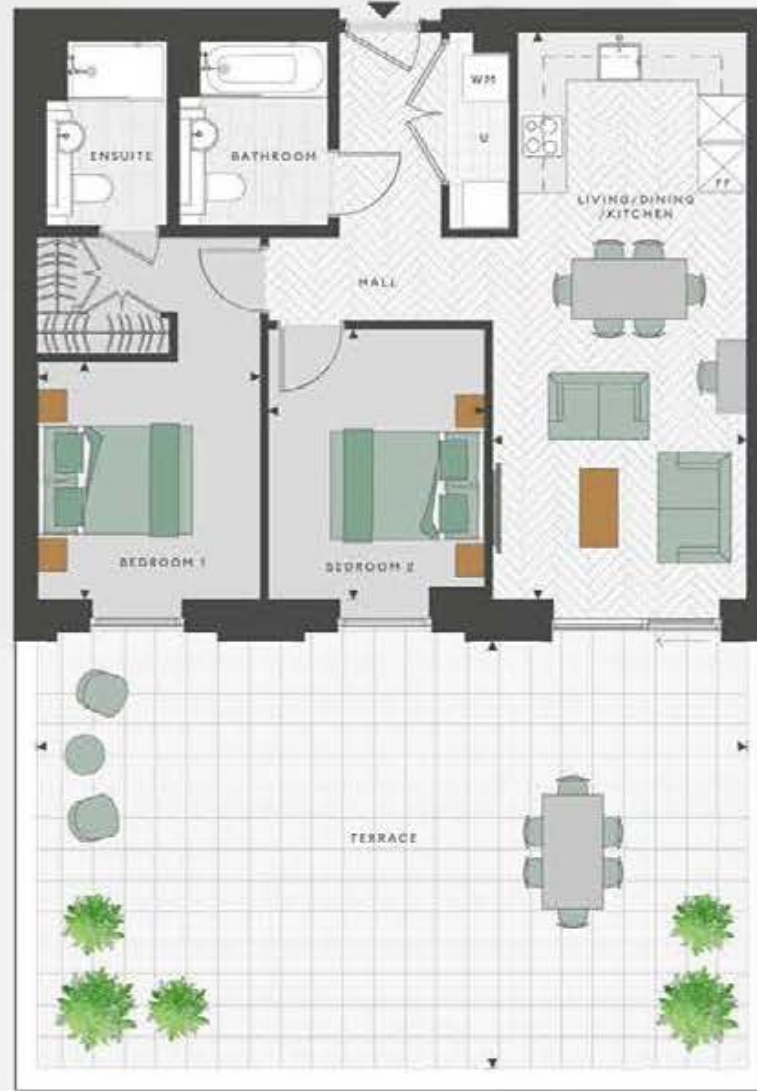 WM
ENSUITE
BATHROOM
U
FF
LIVING/DINING
/KITCHEN
HALL
BEDROOM 1
BEDROOM 2
TERRACE